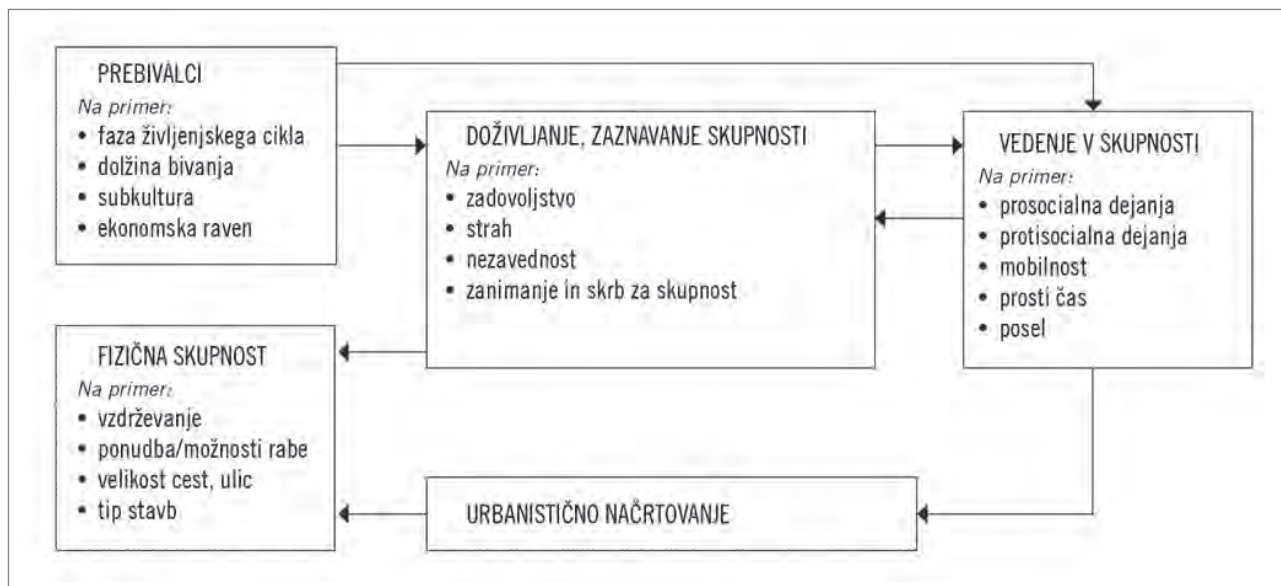 PREBIVALCI
Na primer:
• faza življenjskega cikla
• dolžina bivanja
• subkultura
• ekonomska raven
DOŽIVLJANJE, ZAZNAVANJE SKUPNOSTI
Na primer:
• zadovoljstvo
• strah
• nezavednost
• zanimanje in skrb za skupnost
VEDENJE V SKUPNOSTI
Na primer:
• prosocialna dejanja
• protisocialna dejanja
• mobilnost
• prosti čas
• posel
FIZIČNA SKUPNOST
Na primer:
• vzdrževanje
• ponudba/možnosti rabe
• velikost cest, ulic
• tip stavb
URBANISTIČNO NAČRTOVANJE